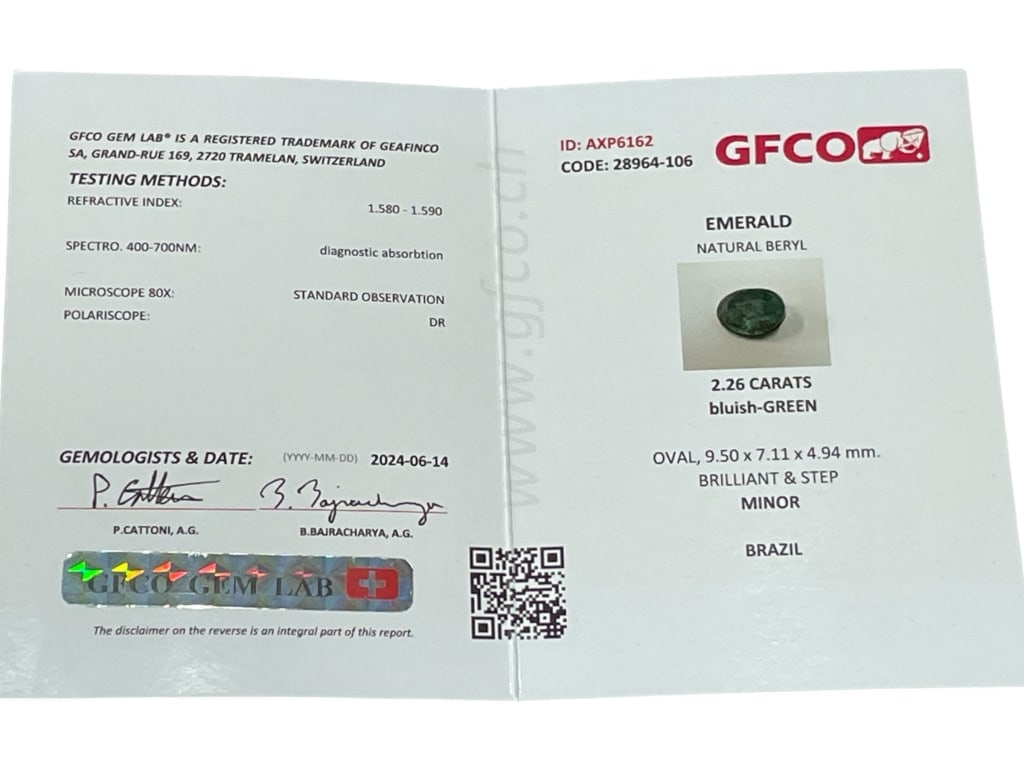 GFCO GEM LAB® IS A REGISTERED TRADEMARK OF GEAFINCO
SA, GRAND-RUE 169, 2720 TRAMELAN, SWITZERLAND
TESTING METHODS:
REFRACTIVE INDEX: 1.580 - 1.590
SPECTRO. 400-700NM: diagnostic absorbtion
MICROSCOPE 80X: STANDARD OBSERVATION
POLARISCOPE: DR
GEMOLOGISTS & DATE: (YYYY-MM-DD) 2024-06-14
P. Cattoni B. Bajracharya
P.CATTONI, A.G. B.BAJRACHARYA, A.G.
GFCO GEM LAB
The disclaimer on the reverse is an integral part of this report.
www.gfco.ch
ID: AXP6162
CODE: 28964-106
GFCO
EMERALD
NATURAL BERYL
2.26 CARATS
bluish-GREEN
OVAL, 9.50 x 7.11 x 4.94 mm.
BRILLIANT & STEP
MINOR
BRAZIL